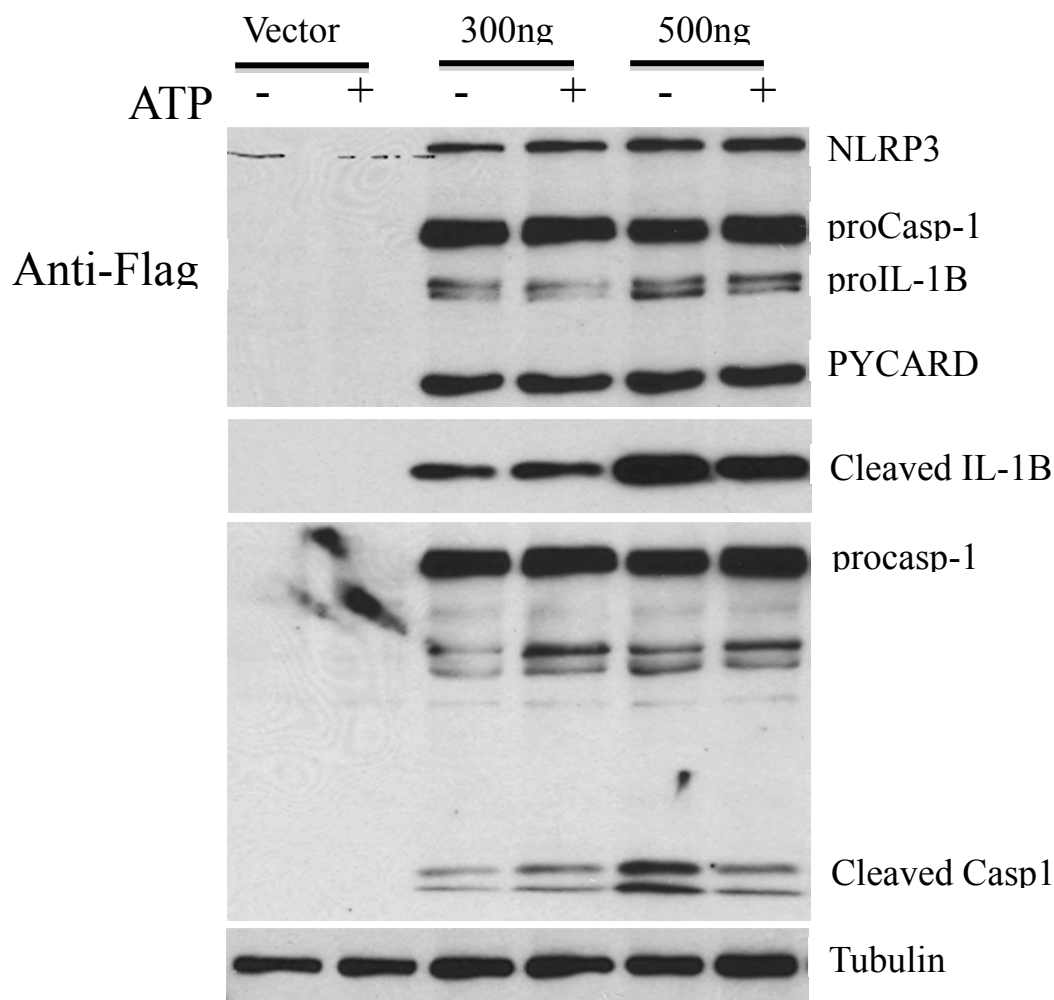 Vector 300ng 500ng
ATP - + - + - +
NLRP3
proCasp-1
Anti-Flag
proIL-1B
PYCARD
Cleaved IL-1B
procasp-1
Cleaved Casp1
Tubulin